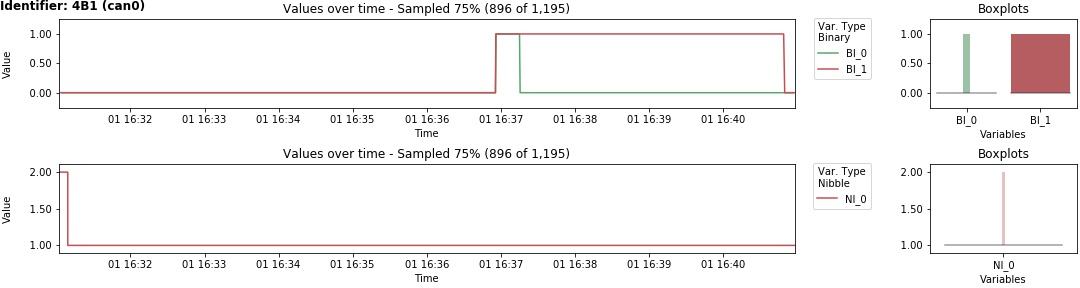 Identifier: 4B1 (can0)
Values over time - Sampled 75% (896 of 1,195)
Boxplots
Value
1.00
0.50
0.00
01 16:32 01 16:33 01 16:34 01 16:35 01 16:36 01 16:37 01 16:38 01 16:39 01 16:40
Time
Var. Type
Binary
BI_0
BI_1
1.00
0.50
0.00
BI_0 BI_1
Variables
Values over time - Sampled 75% (896 of 1,195)
Boxplots
Value
2.00
1.50
1.00
01 16:32 01 16:33 01 16:34 01 16:35 01 16:36 01 16:37 01 16:38 01 16:39 01 16:40
Time
Var. Type
Nibble
NI_0
2.00
1.50
1.00
NI_0
Variables